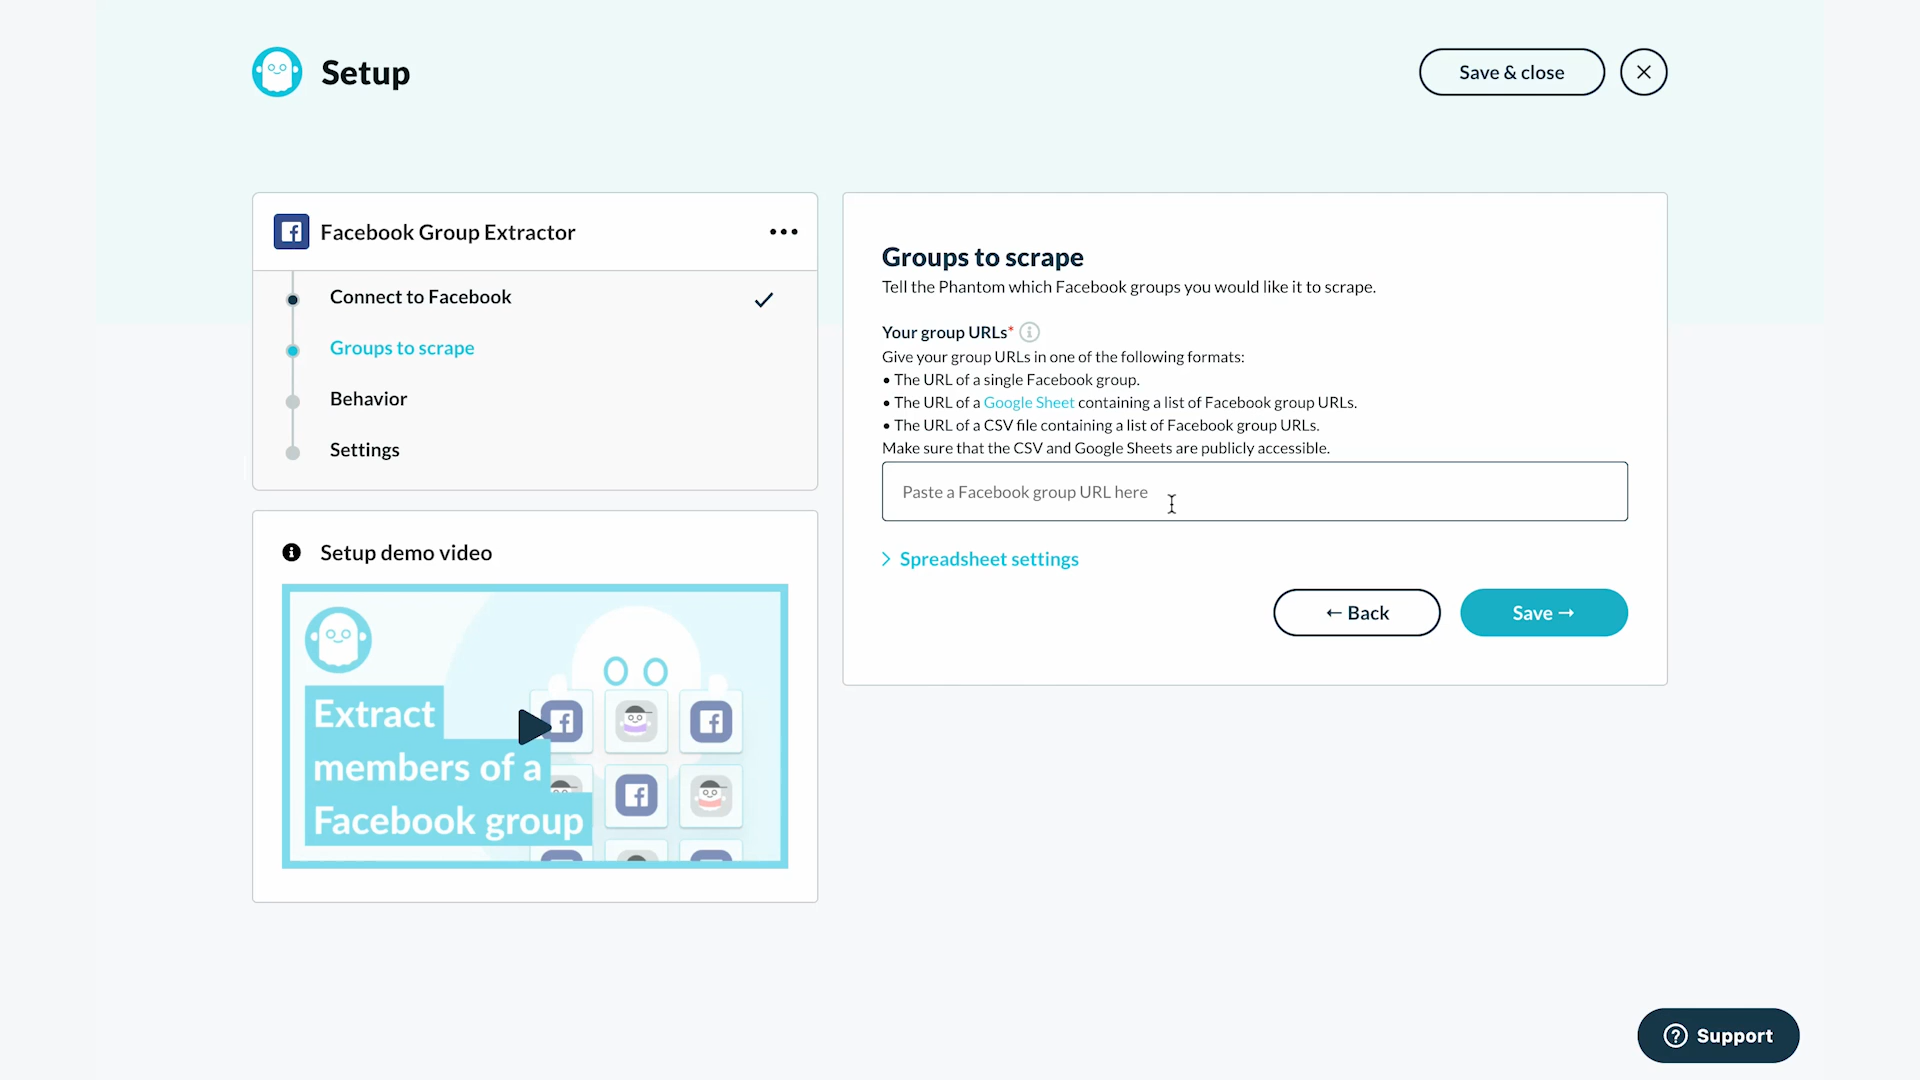 Setup
Save & close
Facebook Group Extractor
Connect to Facebook
Groups to scrape
Behavior
Settings
Setup demo video
Extract
members of a
Facebook group
Groups to scrape
Tell the Phantom which Facebook groups you would like it to scrape.
Your group URLs*
Give your group URLs in one of the following formats:
• The URL of a single Facebook group.
• The URL of a Google Sheet containing a list of Facebook group URLs.
• The URL of a CSV file containing a list of Facebook group URLs.
Make sure that the CSV and Google Sheets are publicly accessible.
Paste a Facebook group URL here
> Spreadsheet settings
← Back
Save →
? Support